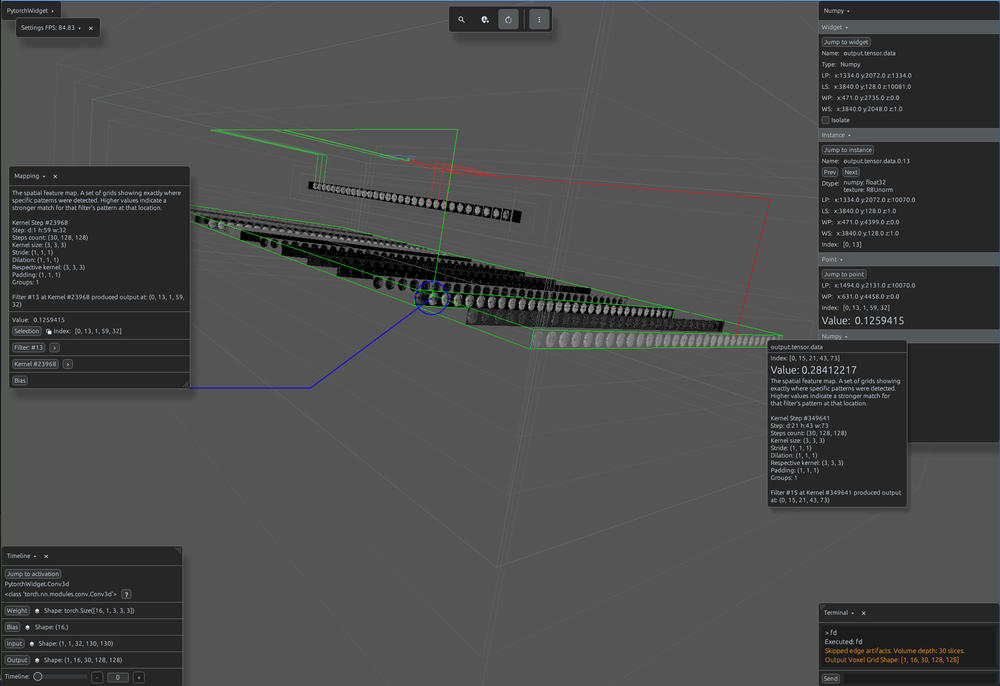 PytorchWidget
Settings FPS: 84.83
Mapping
The spatial feature map. A set of grids showing exactly where
specific patterns were detected. Higher values indicate a
stronger match for that filter's pattern at that location.
Kernel Step #23968
Step: d:1 h:59 w:32
Steps count: (30, 128, 128)
Kernel size: (3, 3, 3)
Stride: (1, 1, 1)
Dilation: (1, 1, 1)
Respective kernel: (3, 3, 3)
Padding: (1, 1, 1)
Groups: 1
Filter #13 at Kernel #23968 produced output at: (0, 13, 1, 59,
32)
Value: 0.1259415
Selection Index: [0, 13, 1, 59, 32]
Filter: #13 >
Kernel #23968 >
Bias
Timeline
Jump to activation
PytorchWidget.Conv3d
<class 'torch.nn.modules.conv.Conv3d'> ?
Weight Shape: torch.Size([16, 1, 3, 3, 3])
Bias Shape: (16,)
Input Shape: (1, 1, 32, 130, 130)
Output Shape: (1, 16, 30, 128, 128)
Timeline: - 0 +
Numpy
Widget
Jump to widget
Name: output.tensor.data
Type: Numpy
LP: x:1334.0 y:2072.0 z:1334.0
LS: x:3840.0 y:128.0 z:10081.0
WP: x:471.0 y:2735.0 z:0.0
WS: x:3840.0 y:2048.0 z:1.0
Isolate
Instance
Jump to instance
Name: output.tensor.data.0.13
Prev Next
Dtype: numpy: float32
texture: R8Unorm
LP: x:1334.0 y:2072.0 z:10070.0
LS: x:3840.0 y:128.0 z:1.0
WP: x:471.0 y:4399.0 z:0.0
WS: x:3840.0 y:128.0 z:1.0
Index: [0, 13]
Point
Jump to point
LP: x:1494.0 y:2131.0 z:10070.0
WP: x:631.0 y:4458.0 z:0.0
Index: [0, 13, 1, 59, 32]
Value: 0.1259415
Numpy
output.tensor.data
Index: [0, 15, 21, 43, 73]
Value: 0.28412217
The spatial feature map. A set of grids showing
exactly where specific patterns were detected.
Higher values indicate a stronger match for
that filter's pattern at that location.
Kernel Step #349641
Step: d:21 h:43 w:73
Steps count: (30, 128, 128)
Kernel size: (3, 3, 3)
Stride: (1, 1, 1)
Dilation: (1, 1, 1)
Respective kernel: (3, 3, 3)
Padding: (1, 1, 1)
Groups: 1
Filter #15 at Kernel #349641 produced output
at: (0, 15, 21, 43, 73)
Terminal
> fd
Executed: fd
Skipped edge artifacts. Volume depth: 30 slices.
Output Voxel Grid Shape: [1, 16, 30, 128, 128]
Send